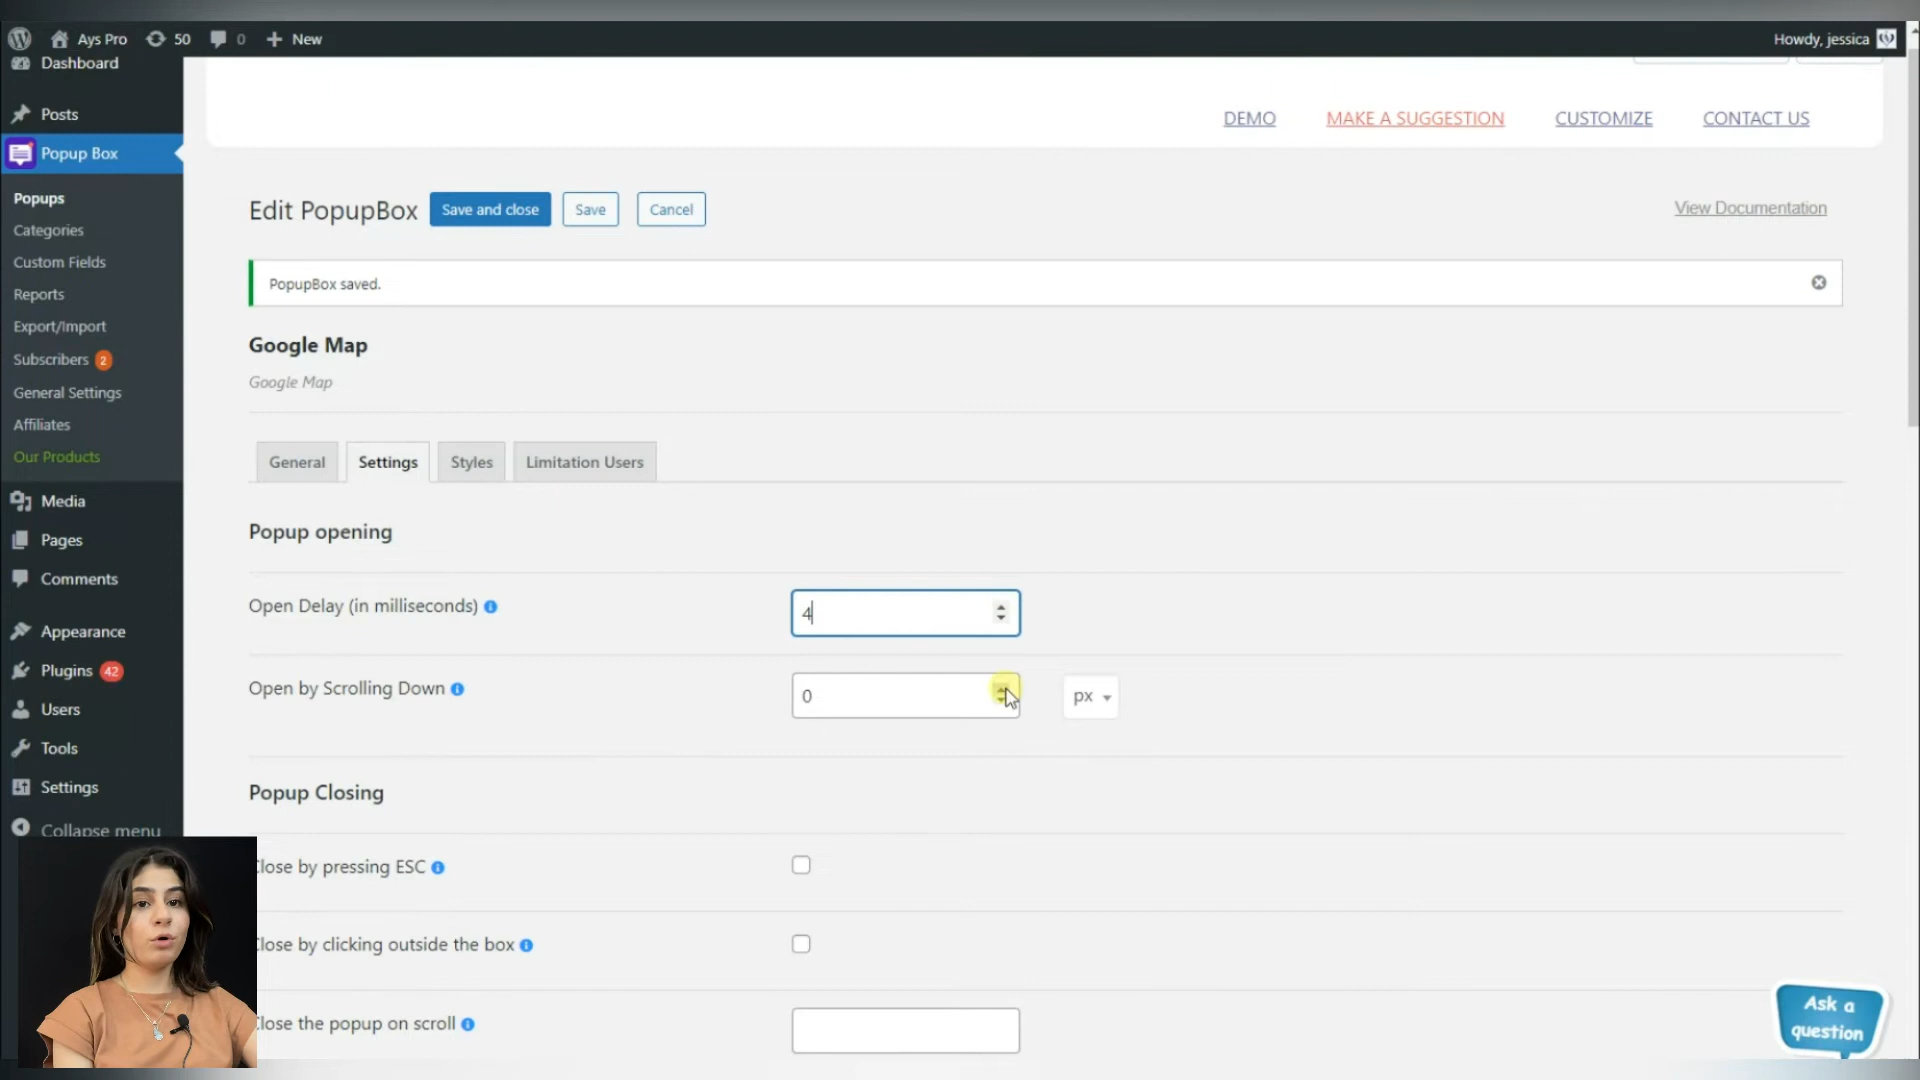 Ays Pro 50 0 New
Howdy, jessica
Dashboard
Posts
Popup Box
Popups
Categories
Custom Fields
Reports
Export/Import
Subscribers 2
General Settings
Affiliates
Our Products
Media
Pages
Comments
Appearance
Plugins 42
Users
Tools
Settings
Collapse menu
DEMO MAKE A SUGGESTION CUSTOMIZE CONTACT US
Edit PopupBox Save and close Save Cancel
View Documentation
PopupBox saved.
Google Map
Google Map
General Settings Styles Limitation Users
Popup opening
Open Delay (in milliseconds) 4
Open by Scrolling Down 0 px
Popup Closing
Close by pressing ESC
Close by clicking outside the box
Close the popup on scroll
Ask a
question